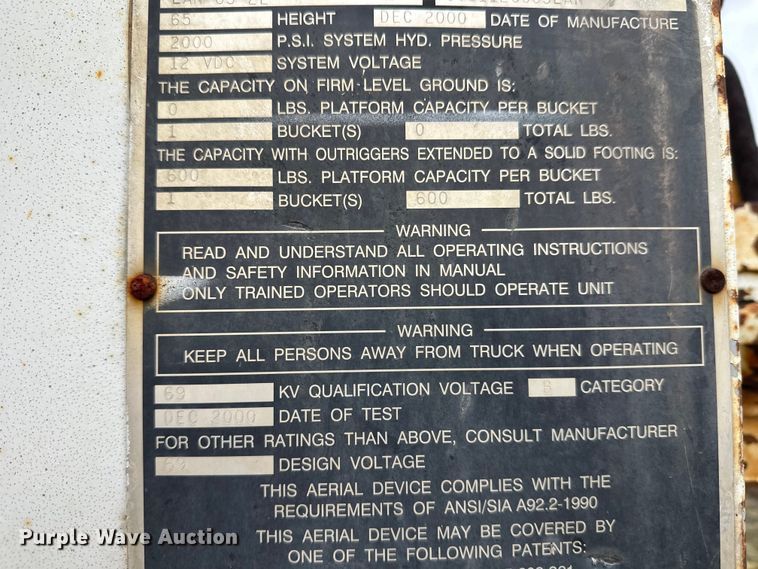 65 HEIGHT DEC 2000 DATE OF MANUFACTURE
2000 P.S.I. SYSTEM HYD. PRESSURE
12 VDC SYSTEM VOLTAGE
THE CAPACITY ON FIRM LEVEL GROUND IS:
0 LBS. PLATFORM CAPACITY PER BUCKET
1 BUCKET(S) 0 TOTAL LBS.
THE CAPACITY WITH OUTRIGGERS EXTENDED TO A SOLID FOOTING IS:
600 LBS. PLATFORM CAPACITY PER BUCKET
1 BUCKET(S) 600 TOTAL LBS.
WARNING
READ AND UNDERSTAND ALL OPERATING INSTRUCTIONS
AND SAFETY INFORMATION IN MANUAL
ONLY TRAINED OPERATORS SHOULD OPERATE UNIT
WARNING
KEEP ALL PERSONS AWAY FROM TRUCK WHEN OPERATING
69 KV QUALIFICATION VOLTAGE CATEGORY
DEC 2000 DATE OF TEST
FOR OTHER RATINGS THAN ABOVE, CONSULT MANUFACTURER
69 DESIGN VOLTAGE
THIS AERIAL DEVICE COMPLIES WITH THE
REQUIREMENTS OF ANSI/SIA A92.2-1990
THIS AERIAL DEVICE MAY BE COVERED BY
ONE OF THE FOLLOWING PATENTS:
Purple Wave Auction